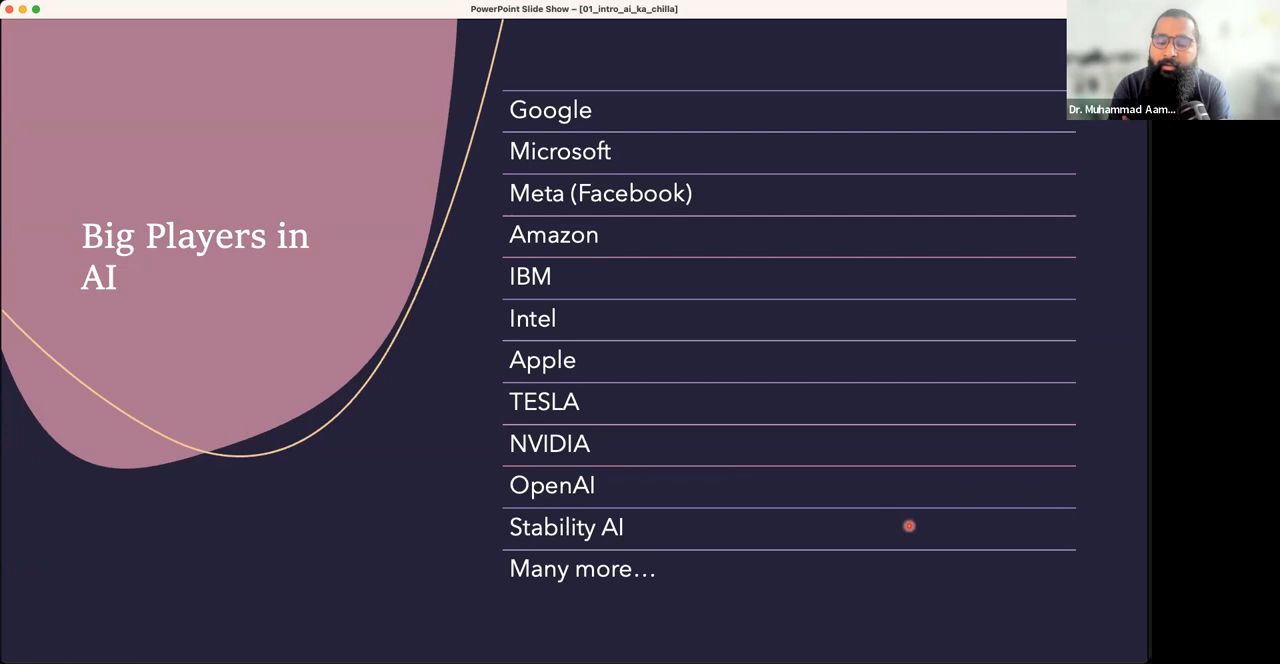 PowerPoint Slide Show – [01_intro_ai_ka_chilla]
Dr. Muhammad Aam...
Big Players in
AI
Google
Microsoft
Meta (Facebook)
Amazon
IBM
Intel
Apple
TESLA
NVIDIA
OpenAI
Stability AI
Many more…